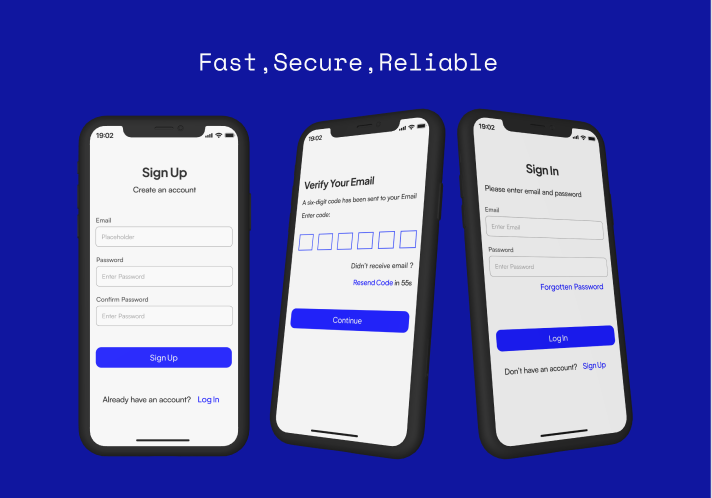 Fast,Secure,Reliable
19:02
Sign Up
Create an account
Email
Placeholder
Password
Enter Password
Confirm Password
Enter Password
Sign Up
Already have an account? Log In
19:02
Verify Your Email
A six-digit code has been sent to your Email
Enter code:
Didn't receive email ?
Resend Code in 55s
Continue
19:02
Sign In
Please enter email and password
Email
Enter Email
Password
Enter Password
Forgotten Password
Log In
Don't have an account? Sign Up